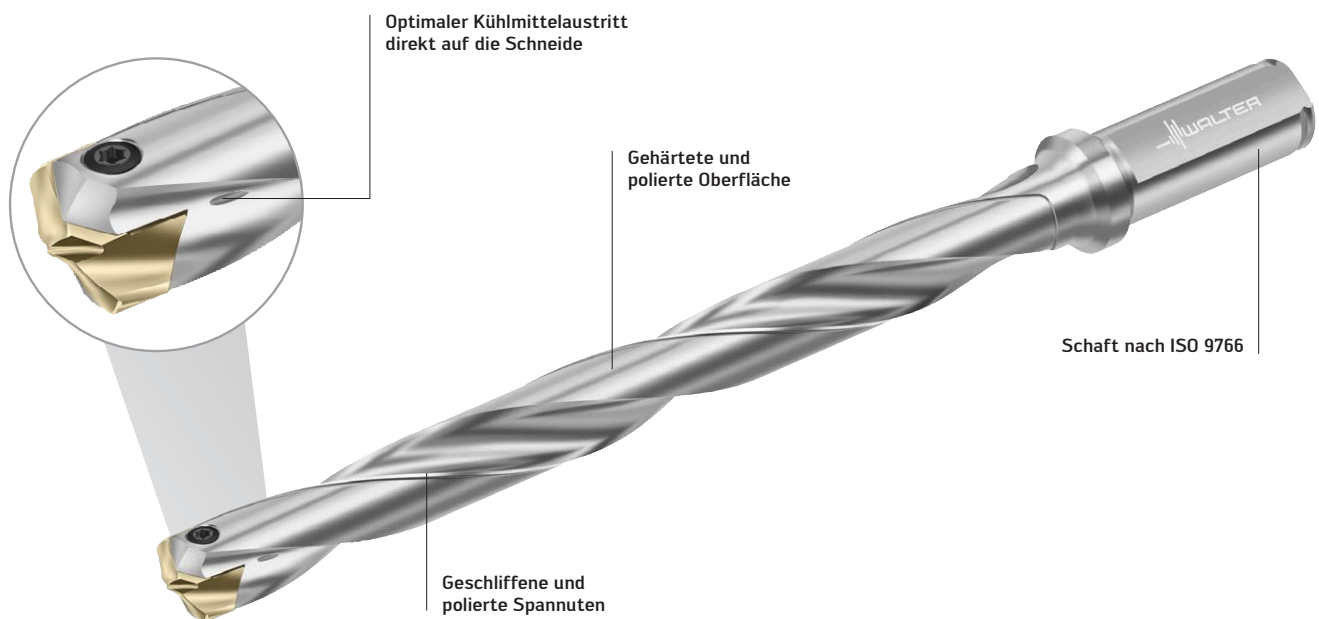 Optimaler Kühlmittelaustritt
direkt auf die Schneide
WALTER
Gehärtete und
polierte Oberfläche
Schaft nach ISO 9766
Geschliffene und
polierte Spannuten